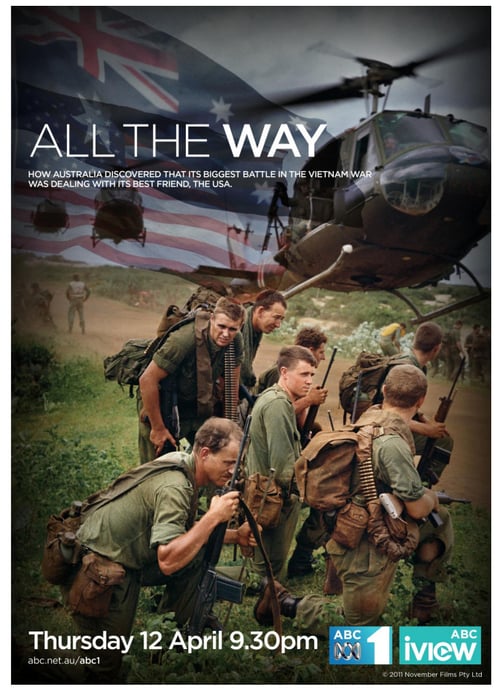 ALL THE WAY
HOW AUSTRALIA DISCOVERED THAT ITS BIGGEST BATTLE IN THE VIETNAM WAR
WAS DEALING WITH ITS BEST FRIEND, THE USA.
Thursday 12 April 9.30pm
abc.net.au/abc1
ABC
1
ABC
iview
© 2011 November Films Pty Ltd